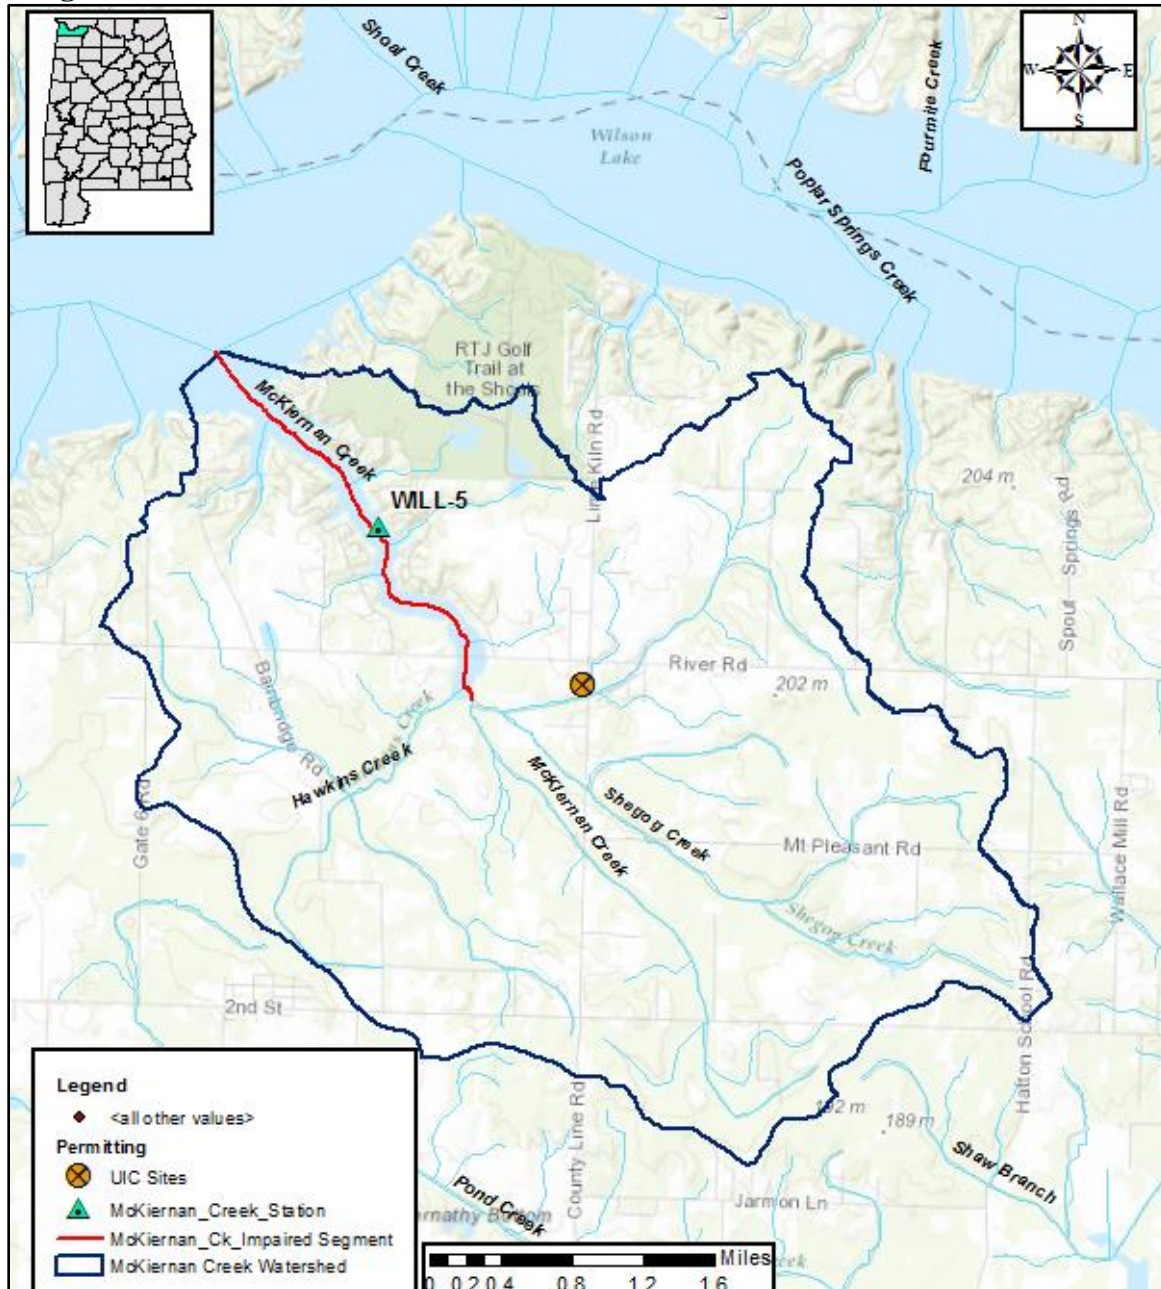 N
W
E
S
Shoal Creek
Wilson
Lake
Fourmile Creek
Poplar Springs Creek
RTJ Golf
Trail at
the Shoals
McKiernan Creek
Lime Kiln Rd
WILL-5
204 m
Spout Springs Rd
River Rd
202 m
Bainbridge Rd
Hawkins Creek
McKiernan Creek
Shegog Creek
Gate 6 Rd
Mt Pleasant Rd
Wallace Mill Rd
Shegog Creek
2nd St
Hatton School Rd
County Line Rd
192 m
189 m
Shaw Branch
Pond Creek
Jarmon Ln
Legend
<all other values>
Permitting
UIC Sites
McKiernan_Creek_Station
McKiernan_Ck_Impaired Segment
McKiernan Creek Watershed
Miles
0 0.2 0.4 0.8 1.2 1.6